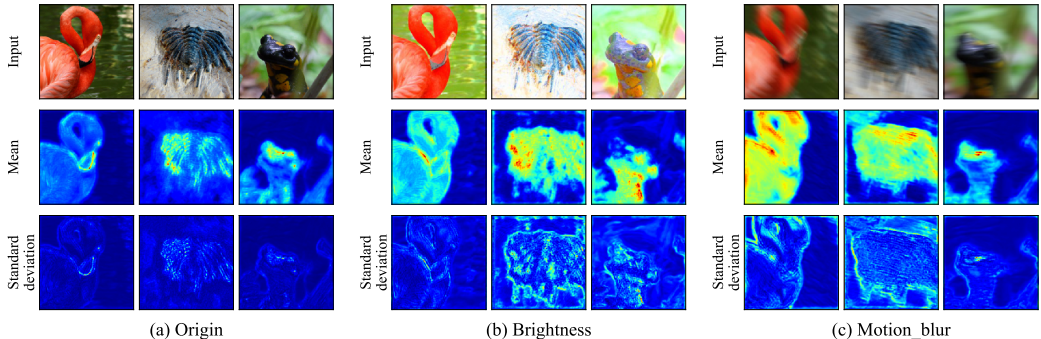 Input
Mean
Standard
deviation
(a) Origin
Input
Mean
Standard
deviation
(b) Brightness
Input
Mean
Standard
deviation
(c) Motion_blur